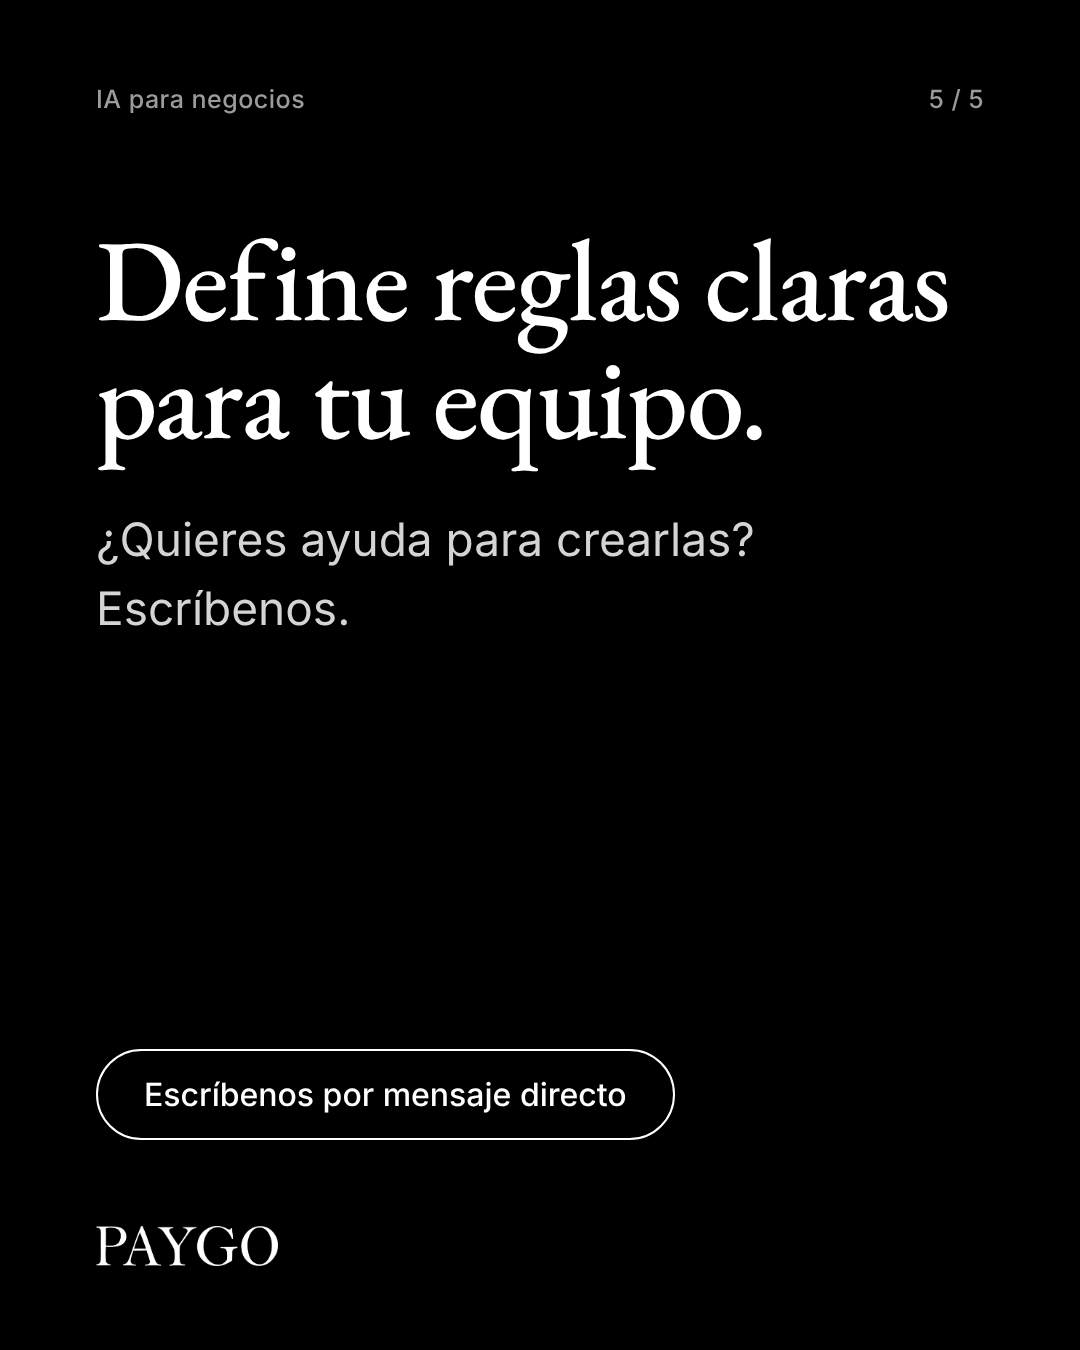 IA para negocios
5 / 5
Define reglas claras
para tu equipo.
¿Quieres ayuda para crearlas?
Escríbenos.
Escríbenos por mensaje directo
PAYGO